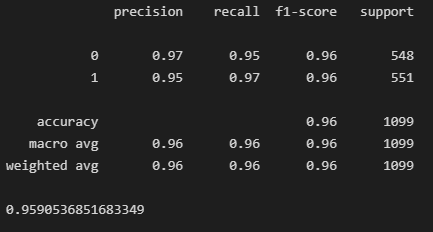 precision recall f1-score support
0 0.97 0.95 0.96 548
1 0.95 0.97 0.96 551
accuracy 0.96 1099
macro avg 0.96 0.96 0.96 1099
weighted avg 0.96 0.96 0.96 1099
0.9590536851683349